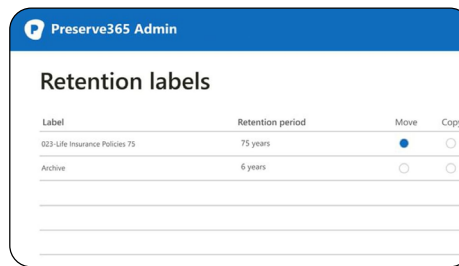 P Preserve365 Admin
Retention labels
Label Retention period Move Copy
023-Life Insurance Policies 75 75 years
Archive 6 years